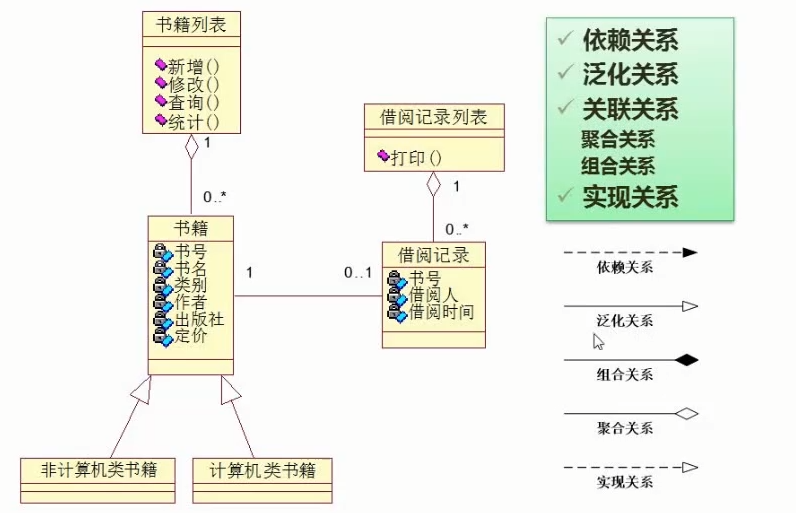 书籍列表
新增()
修改()
查询()
统计()
1
0..*
书籍
书号
书名
类别
作者
出版社
定价
1
0..1
借阅记录列表
打印()
1
0..*
借阅记录
书号
借阅人
借阅时间
非计算机类书籍
计算机类书籍
依赖关系
泛化关系
关联关系
聚合关系
组合关系
实现关系
依赖关系
泛化关系
组合关系
聚合关系
实现关系